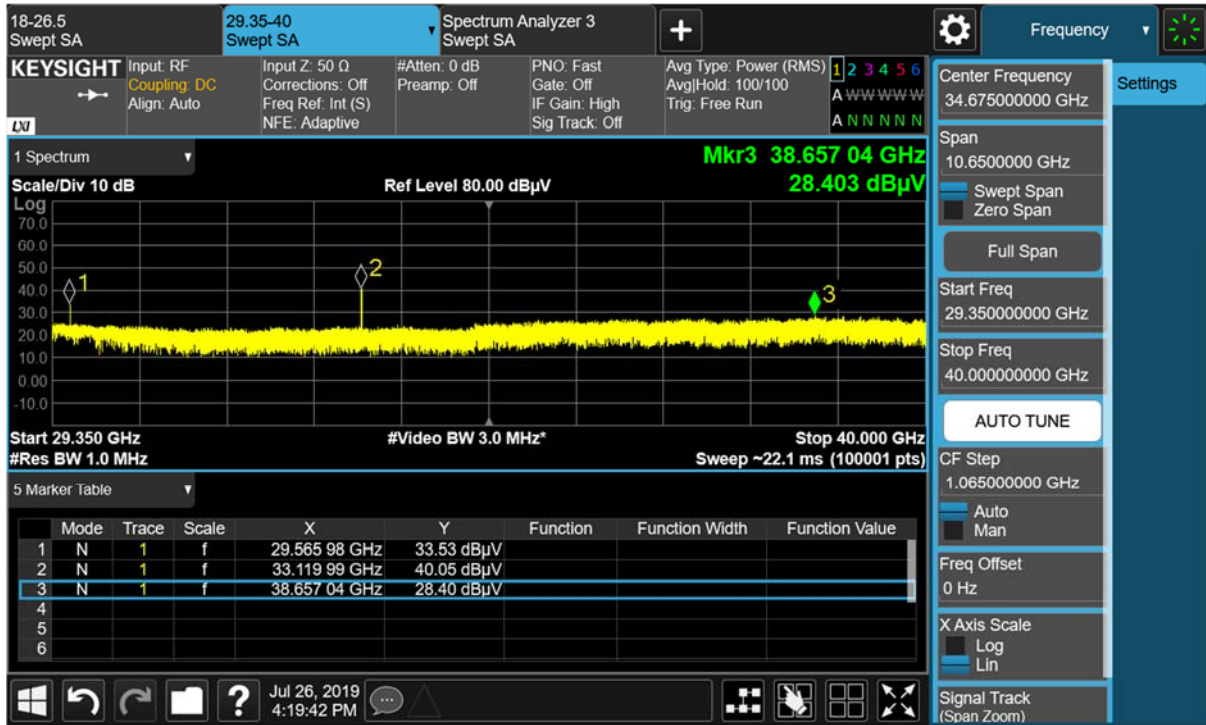 18-26.5
Swept SA
29.35-40
Swept SA
Spectrum Analyzer 3
Swept SA
Frequency
KEYSIGHT
LXI
Input: RF
Coupling: DC
Align: Auto
Input Z: 50 Ω
Corrections: Off
Freq Ref: Int (S)
NFE: Adaptive
#Atten: 0 dB
Preamp: Off
PNO: Fast
Gate: Off
IF Gain: High
Sig Track: Off
Avg Type: Power (RMS)
Avg|Hold: 100/100
Trig: Free Run
1 2 3 4 5 6
A W W W W W
A N N N N N
1 Spectrum
Mkr3 38.657 04 GHz
28.403 dBµV
Scale/Div 10 dB
Ref Level 80.00 dBµV
Log
70.0
60.0
50.0
40.0
30.0
20.0
10.0
0.00
-10.0
1
2
3
Start 29.350 GHz
#Video BW 3.0 MHz*
Stop 40.000 GHz
#Res BW 1.0 MHz
Sweep ~22.1 ms (100001 pts)
5 Marker Table
Mode Trace Scale X Y Function Function Width Function Value
1 N 1 f 29.565 98 GHz 33.53 dBµV
2 N 1 f 33.119 99 GHz 40.05 dBµV
3 N 1 f 38.657 04 GHz 28.40 dBµV
4
5
6
Jul 26, 2019
4:19:42 PM
Center Frequency
34.675000000 GHz
Settings
Span
10.6500000 GHz
Swept Span
Zero Span
Full Span
Start Freq
29.350000000 GHz
Stop Freq
40.000000000 GHz
AUTO TUNE
CF Step
1.065000000 GHz
Auto
Man
Freq Offset
0 Hz
X Axis Scale
Log
Lin
Signal Track
(Span Zoom)